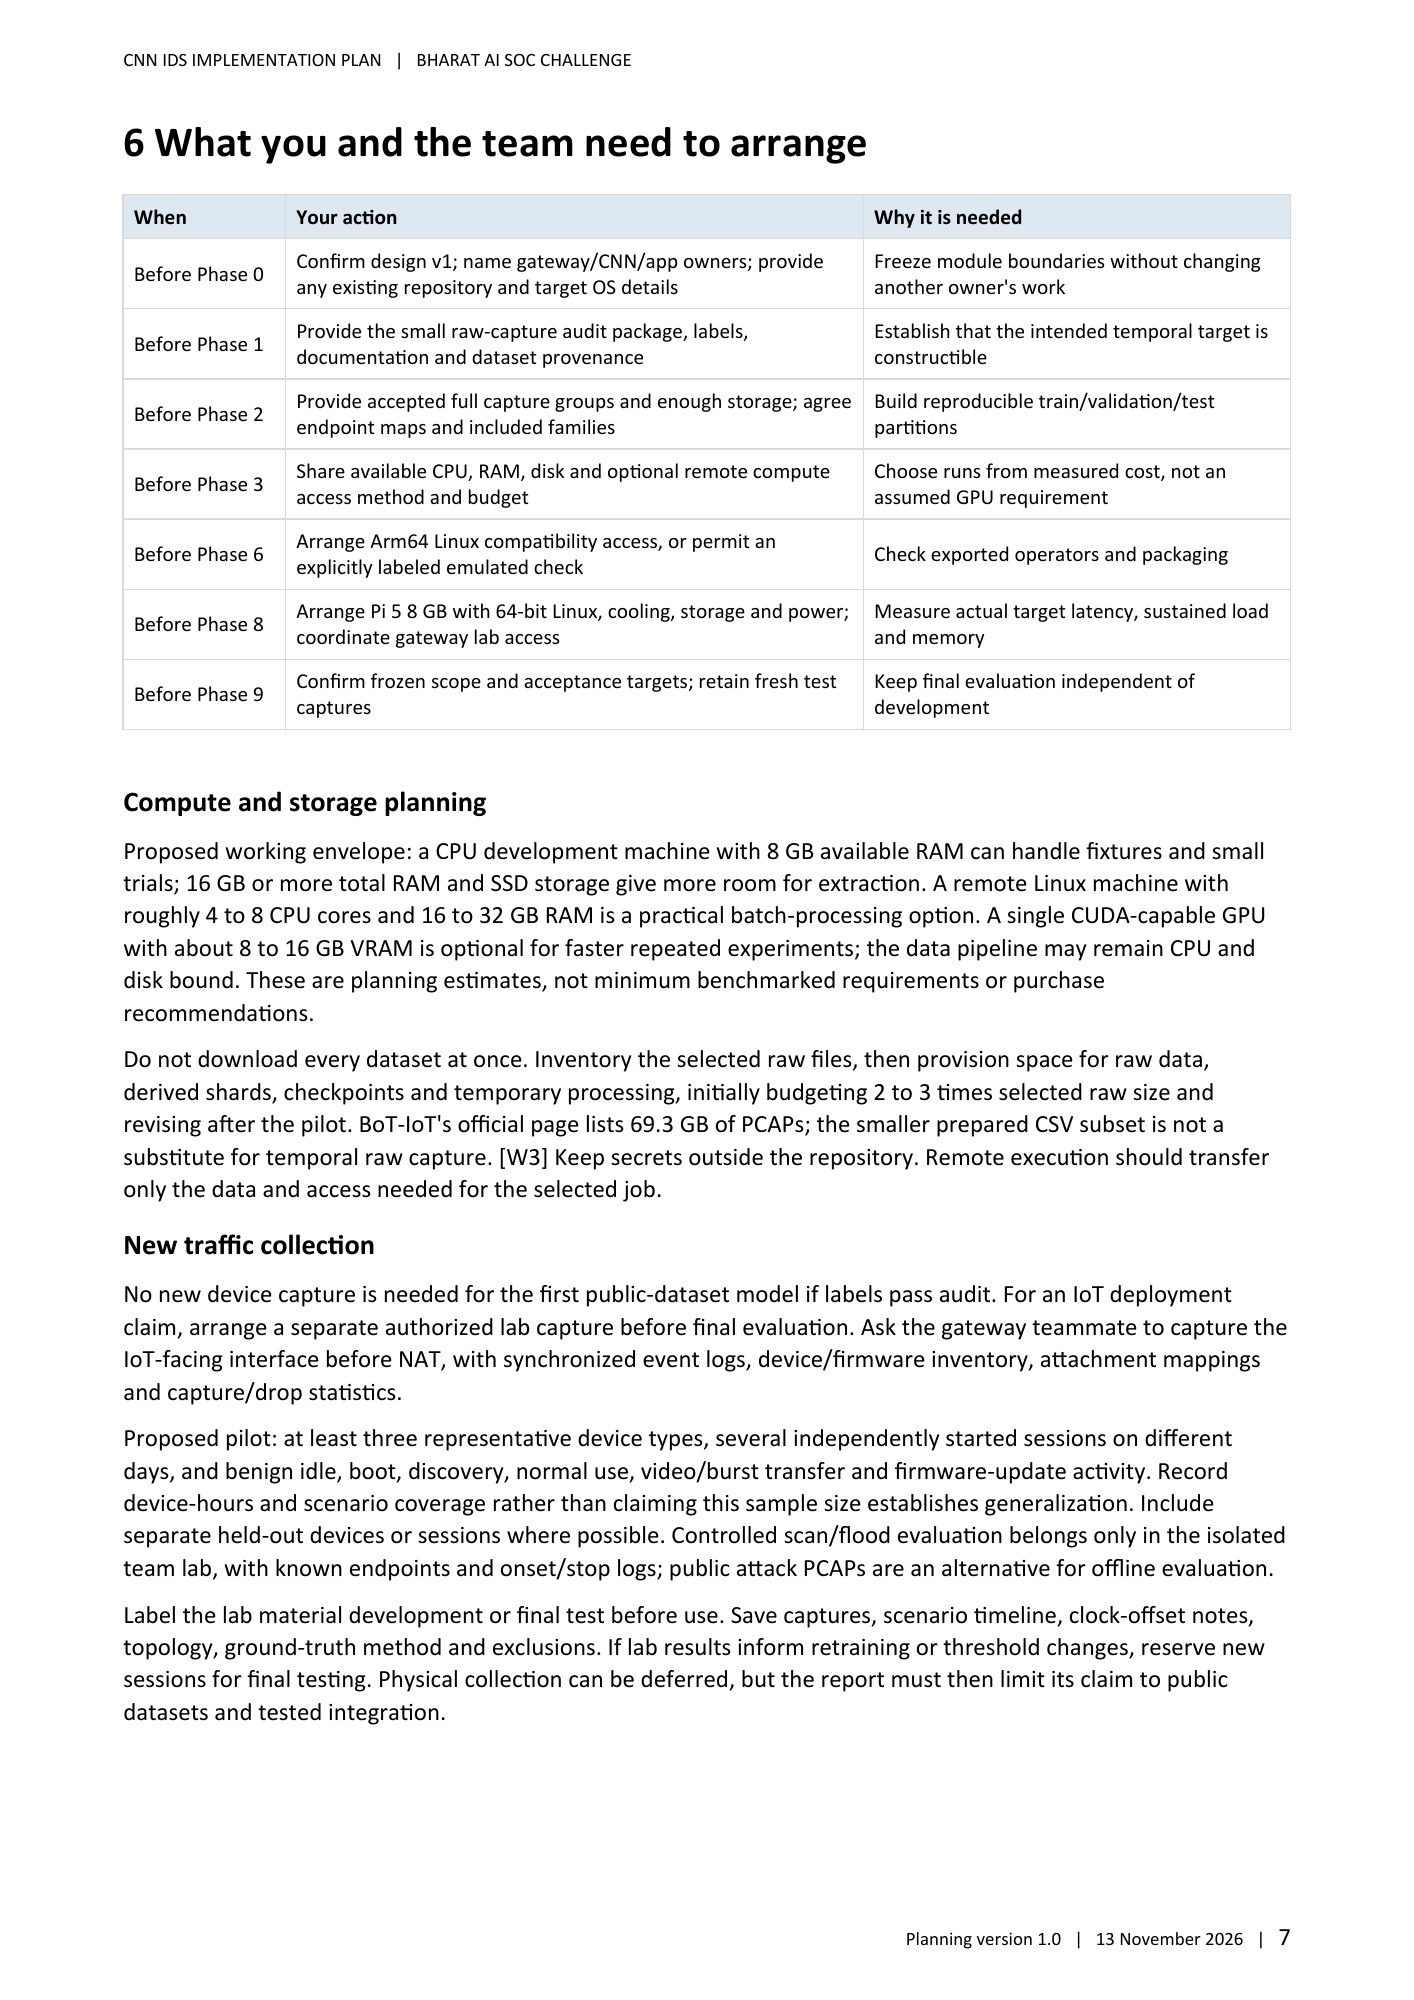 CNN IDS IMPLEMENTATION PLAN | BHARAT AI SOC CHALLENGE
6 What you and the team need to arrange
When Your action Why it is needed
Before Phase 0 Confirm design v1; name gateway/CNN/app owners; provide any existing repository and target OS details Freeze module boundaries without changing another owner's work
Before Phase 1 Provide the small raw-capture audit package, labels, documentation and dataset provenance Establish that the intended temporal target is constructible
Before Phase 2 Provide accepted full capture groups and enough storage; agree endpoint maps and included families Build reproducible train/validation/test partitions
Before Phase 3 Share available CPU, RAM, disk and optional remote compute access method and budget Choose runs from measured cost, not an assumed GPU requirement
Before Phase 6 Arrange Arm64 Linux compatibility access, or permit an explicitly labeled emulated check Check exported operators and packaging
Before Phase 8 Arrange Pi 5 8 GB with 64-bit Linux, cooling, storage and power; coordinate gateway lab access Measure actual target latency, sustained load and memory
Before Phase 9 Confirm frozen scope and acceptance targets; retain fresh test captures Keep final evaluation independent of development
Compute and storage planning
Proposed working envelope: a CPU development machine with 8 GB available RAM can handle fixtures and small
trials; 16 GB or more total RAM and SSD storage give more room for extraction. A remote Linux machine with
roughly 4 to 8 CPU cores and 16 to 32 GB RAM is a practical batch-processing option. A single CUDA-capable GPU
with about 8 to 16 GB VRAM is optional for faster repeated experiments; the data pipeline may remain CPU and
disk bound. These are planning estimates, not minimum benchmarked requirements or purchase
recommendations.
Do not download every dataset at once. Inventory the selected raw files, then provision space for raw data,
derived shards, checkpoints and temporary processing, initially budgeting 2 to 3 times selected raw size and
revising after the pilot. BoT-IoT's official page lists 69.3 GB of PCAPs; the smaller prepared CSV subset is not a
substitute for temporal raw capture. [W3] Keep secrets outside the repository. Remote execution should transfer
only the data and access needed for the selected job.
New traffic collection
No new device capture is needed for the first public-dataset model if labels pass audit. For an IoT deployment
claim, arrange a separate authorized lab capture before final evaluation. Ask the gateway teammate to capture the
IoT-facing interface before NAT, with synchronized event logs, device/firmware inventory, attachment mappings
and capture/drop statistics.
Proposed pilot: at least three representative device types, several independently started sessions on different
days, and benign idle, boot, discovery, normal use, video/burst transfer and firmware-update activity. Record
device-hours and scenario coverage rather than claiming this sample size establishes generalization. Include
separate held-out devices or sessions where possible. Controlled scan/flood evaluation belongs only in the isolated
team lab, with known endpoints and onset/stop logs; public attack PCAPs are an alternative for offline evaluation.
Label the lab material development or final test before use. Save captures, scenario timeline, clock-offset notes,
topology, ground-truth method and exclusions. If lab results inform retraining or threshold changes, reserve new
sessions for final testing. Physical collection can be deferred, but the report must then limit its claim to public
datasets and tested integration.
Planning version 1.0 | 13 November 2026 | 7